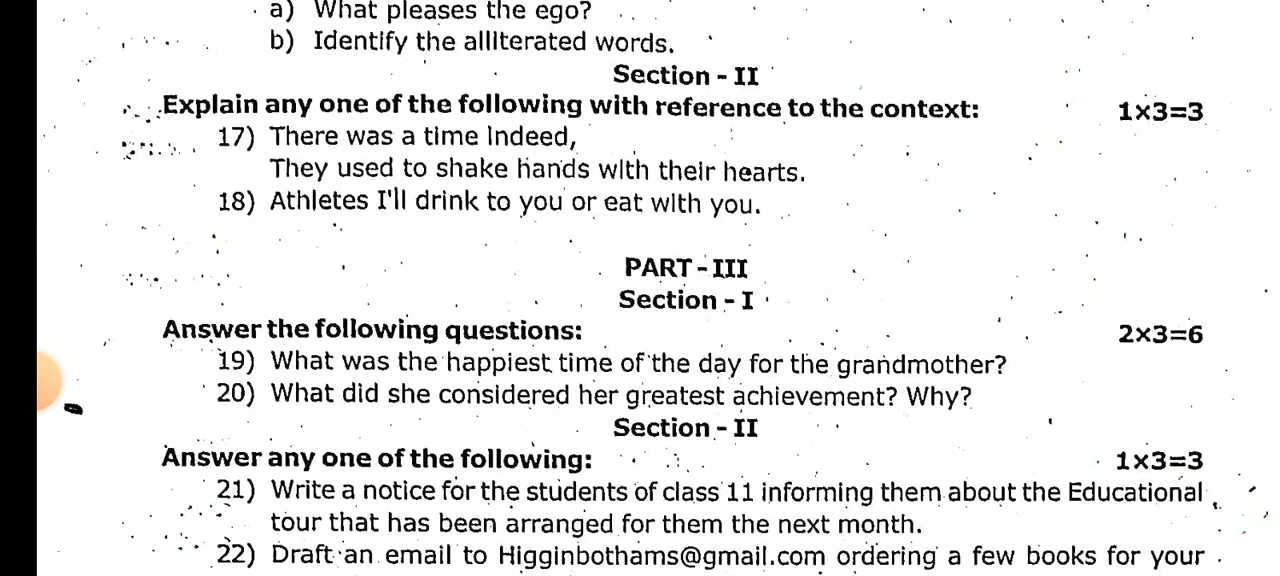 a) What pleases the ego?
b) Identify the alliterated words.
Section - II
Explain any one of the following with reference to the context: 1x3=3
17) There was a time Indeed,
They used to shake hands with their hearts.
18) Athletes I'll drink to you or eat with you.
PART - III
Section - I
Answer the following questions: 2x3=6
19) What was the happiest time of the day for the grandmother?
20) What did she considered her greatest achievement? Why?
Section - II
Answer any one of the following: 1x3=3
21) Write a notice for the students of class 11 informing them about the Educational
tour that has been arranged for them the next month.
22) Draft an email to Higginbothams@gmail.com ordering a few books for your